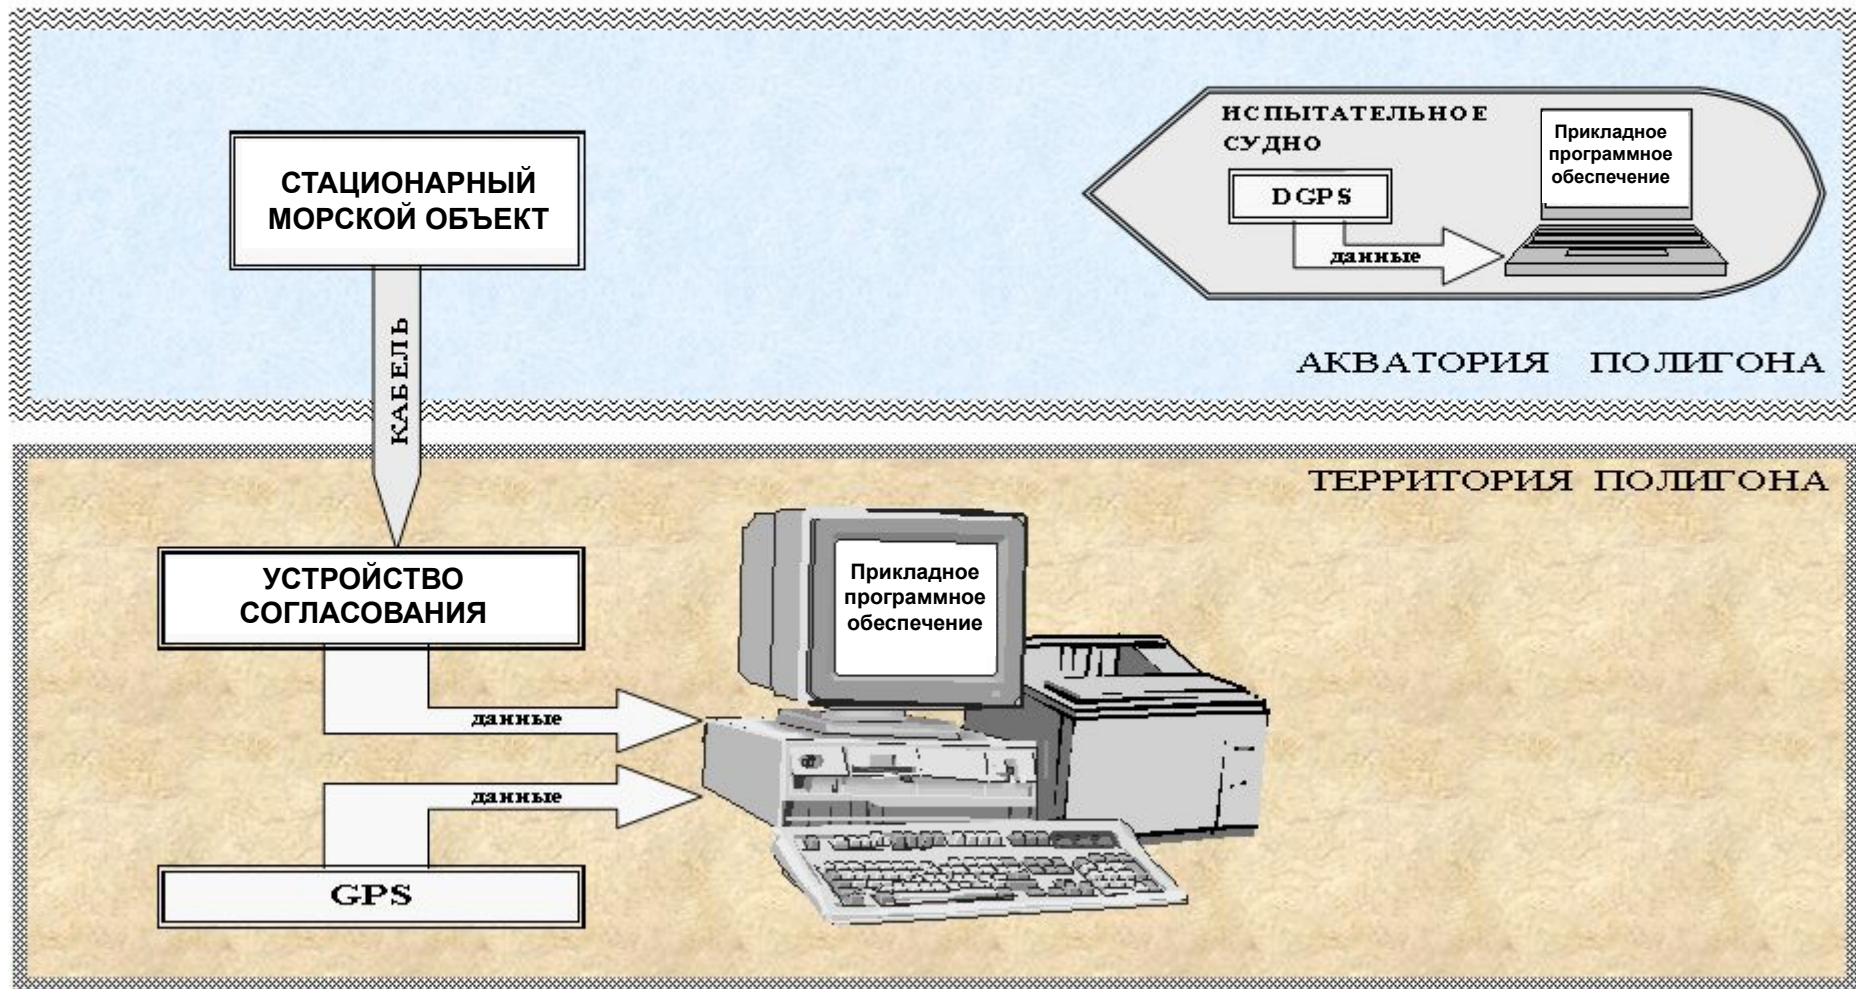 СТАЦИОНАРНЫЙ
МОРСКОЙ ОБЪЕКТ
ИСПЫТАТЕЛЬНОЕ
СУДНО
DGPS
данные
Прикладное
программное
обеспечение
АКВАТОРИЯ ПОЛИГОНА
КАБЕЛЬ
ТЕРРИТОРИЯ ПОЛИГОНА
УСТРОЙСТВО
СОГЛАСОВАНИЯ
данные
Прикладное
программное
обеспечение
данные
GPS